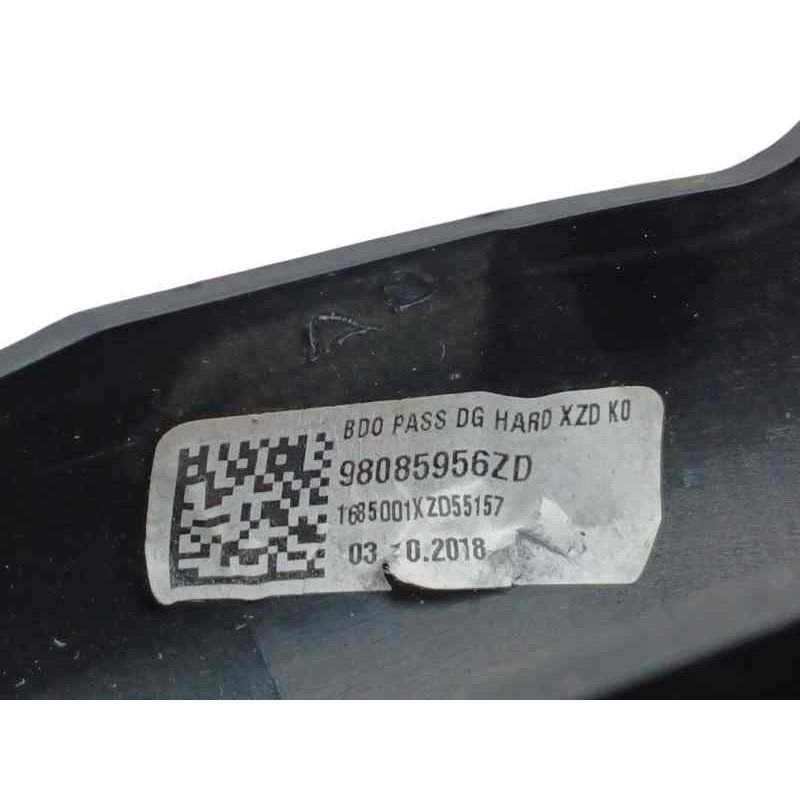 BDO PASS DG HARD XZD K0
98085956ZD
1685001XZD55157